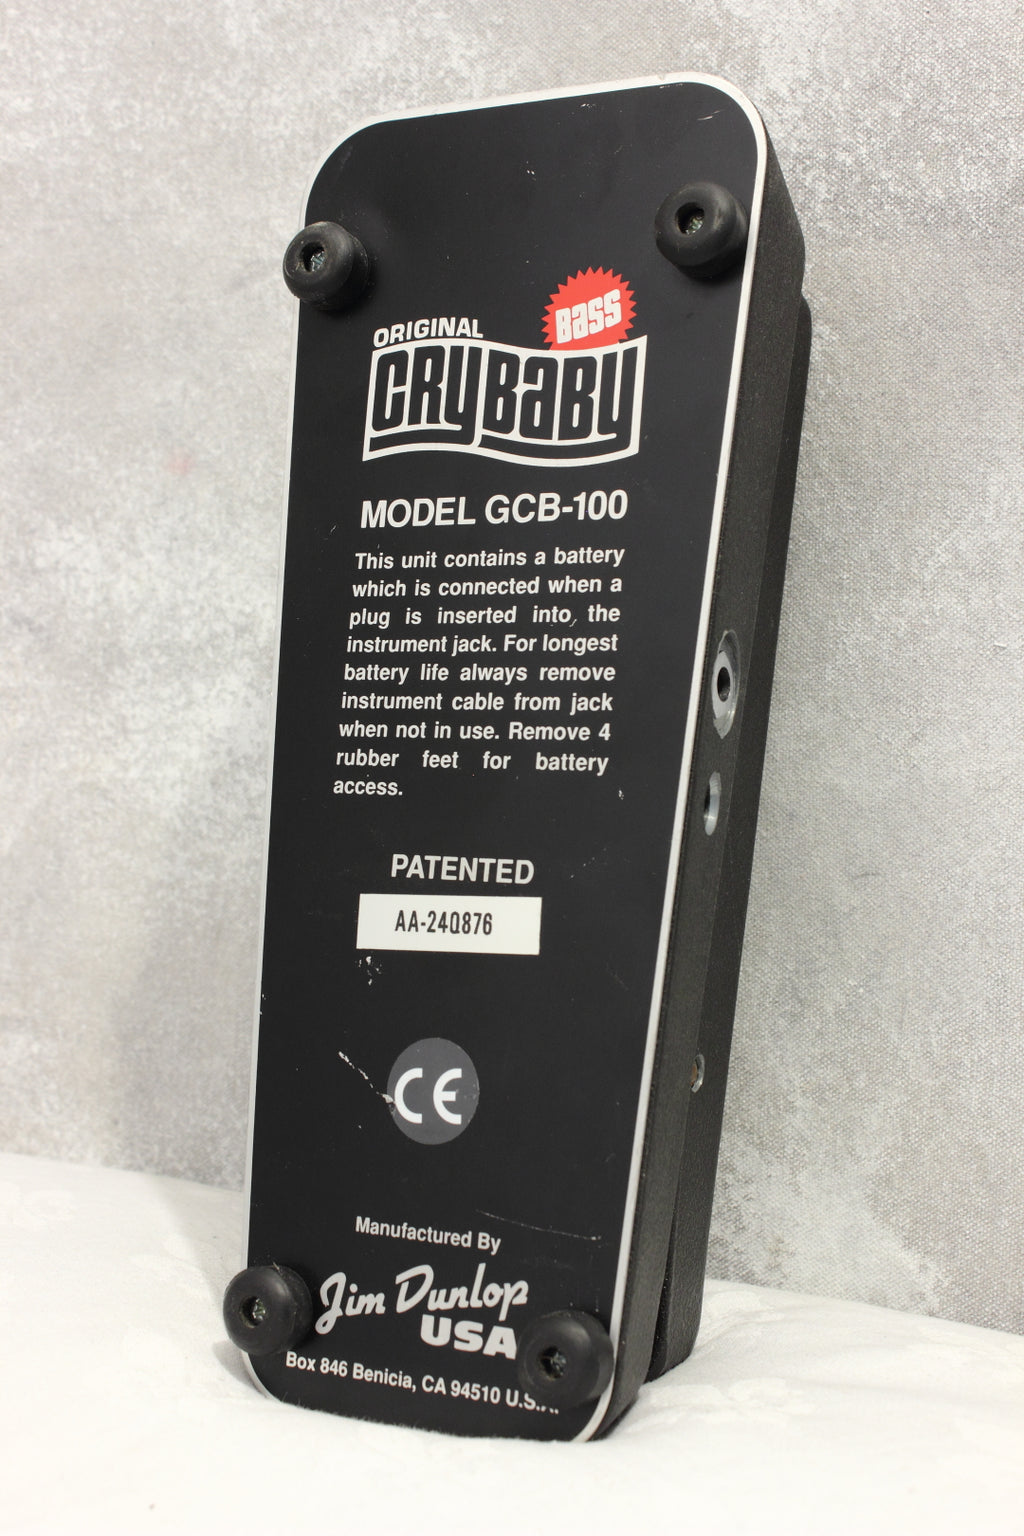 BASS
ORIGINAL
CRYBABY
MODEL GCB-100
This unit contains a battery
which is connected when a
plug is inserted into the
instrument jack. For longest
battery life always remove
instrument cable from jack
when not in use. Remove 4
rubber feet for battery
access.
PATENTED
AA-240876
CE
Manufactured By
Jim Dunlop
USA
Box 846 Benicia, CA 94510 U.S.A.